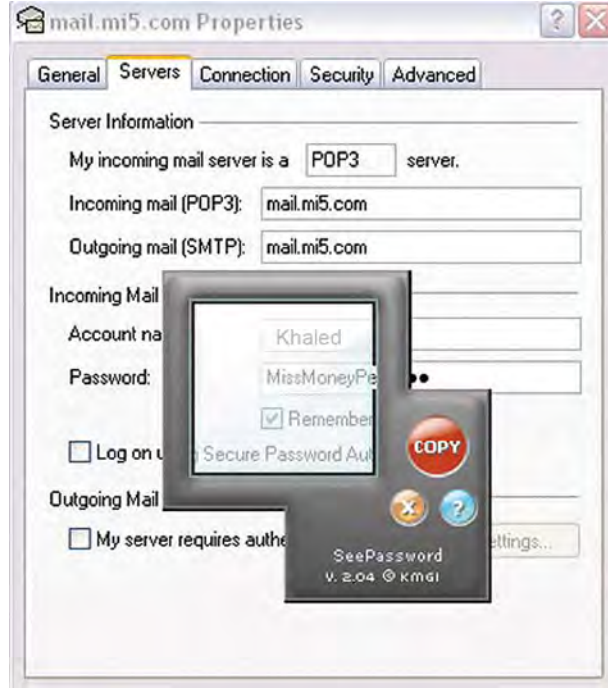 mail.mi5.com Properties
General Servers Connection Security Advanced
Server Information
My incoming mail server is a POP3 server.
Incoming mail (POP3): mail.mi5.com
Outgoing mail (SMTP): mail.mi5.com
Incoming Mail
Account na Khaled
Password: MissMoneyPe ••
Remember
Log on u g Secure Password Aut
COPY
Outgoing Mail
X ?
My server requires authe ettings...
SeePassword
V. 2.04 © KMGI